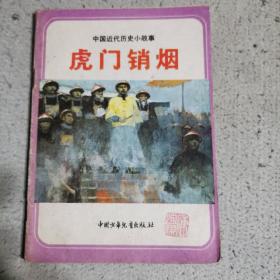 中国近代历史小故事
虎门销烟
中国少年儿童出版社